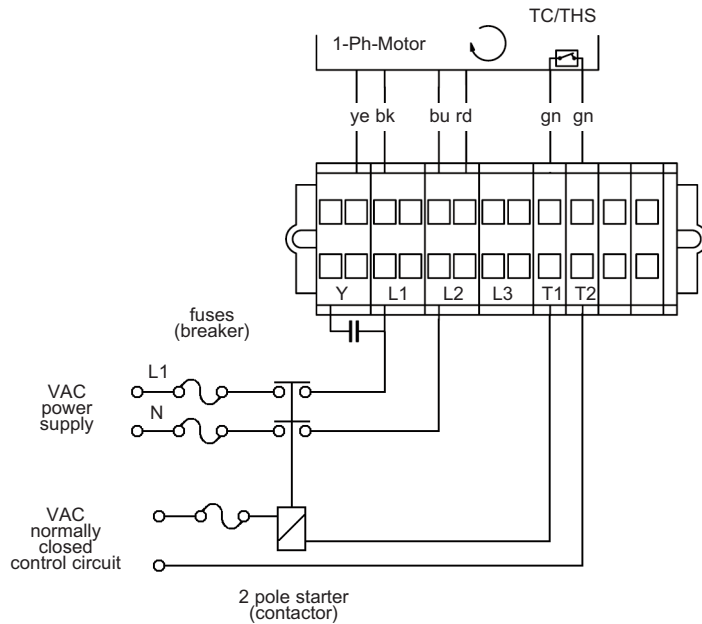 TC/THS
1-Ph-Motor
ye bk bu rd gn gn
Y L1 L2 L3 T1 T2
fuses
(breaker)
L1
VAC
power
supply
N
VAC
normally
closed
control circuit
2 pole starter
(contactor)